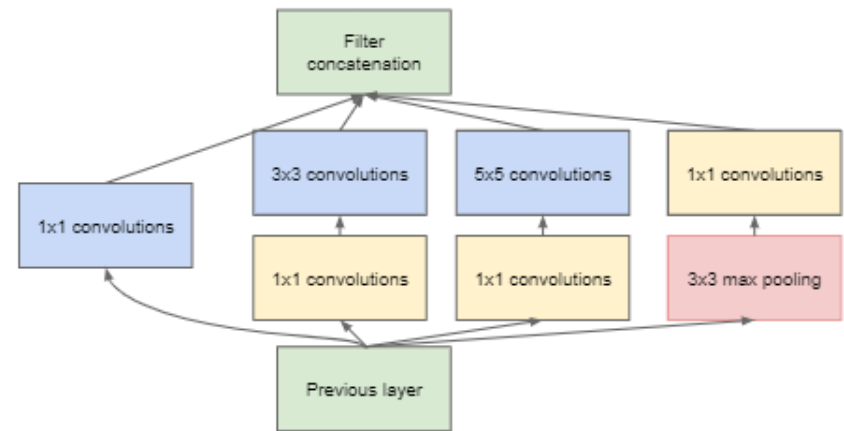 Filter
concatenation
3x3 convolutions
5x5 convolutions
1x1 convolutions
1x1 convolutions
1x1 convolutions
1x1 convolutions
3x3 max pooling
Previous layer